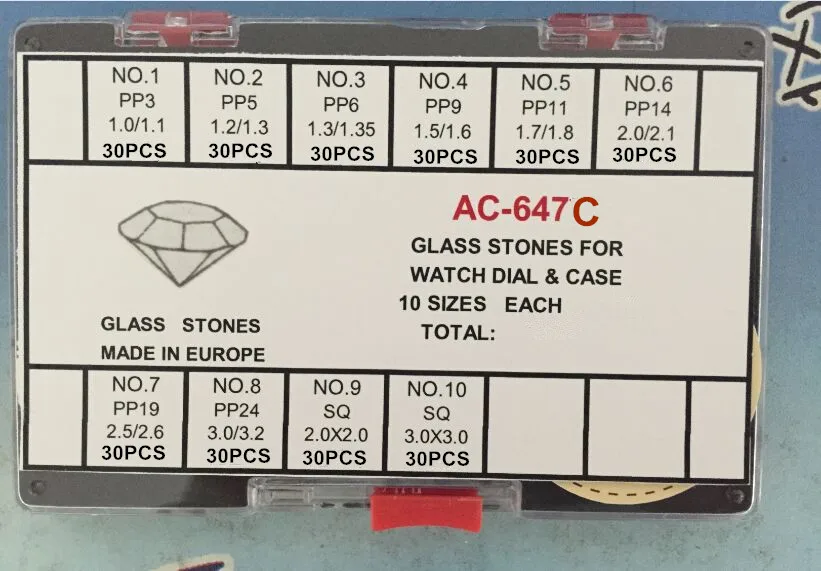 NO.1 NO.2 NO.3 NO.4 NO.5 NO.6
PP3 PP5 PP6 PP9 PP11 PP14
1.0/1.1 1.2/1.3 1.3/1.35 1.5/1.6 1.7/1.8 2.0/2.1
30PCS 30PCS 30PCS 30PCS 30PCS 30PCS
AC-647C
GLASS STONES FOR
WATCH DIAL & CASE
10 SIZES EACH
TOTAL:
GLASS STONES
MADE IN EUROPE
NO.7 NO.8 NO.9 NO.10
PP19 PP24 SQ SQ
2.5/2.6 3.0/3.2 2.0X2.0 3.0X3.0
30PCS 30PCS 30PCS 30PCS